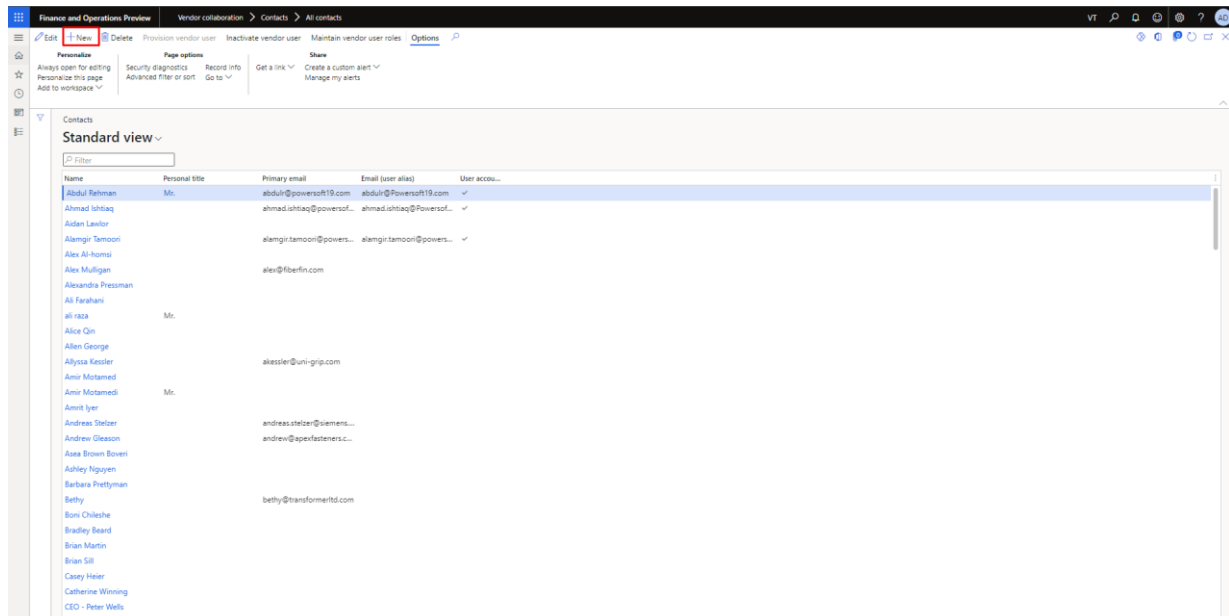 Finance and Operations Preview Vendor collaboration > Contacts > All contacts VT ? AD
Edit + New Delete Provision vendor user Inactivate vendor user Maintain vendor user roles Options
Personalize Page options Share
Always open for editing Security diagnostics Record info Get a link Create a custom alert
Personalize this page Advanced filter or sort Go to Manage my alerts
Add to workspace
Contacts
Standard view
Filter
Name Personal title Primary email Email (user alias) User accou...
Abdul Rehman Mr. abdulr@powersoft19.com abdulr@Powersoft19.com
Ahmad Ishtiaq ahmad.ishtiaq@powersof... ahmad.ishtiaq@Powersof...
Aidan Lawlor
Alamgir Tamoori alamgir.tamoori@powers... alamgir.tamoori@powers...
Alex Al-homsi
Alex Mulligan alex@fiberfin.com
Alexandra Pressman
Ali Farahani
ali raza Mr.
Alice Qin
Allen George
Allyssa Kessler akessler@uni-grip.com
Amir Motamed
Amir Motamedi Mr.
Amrit Iyer
Andreas Stelzer andreas.stelzer@siemens....
Andrew Gleason andrew@apexfasteners.c...
Asea Brown Boveri
Ashley Nguyen
Barbara Prettyman
Bethy bethy@transformerltd.com
Boni Chileshe
Bradley Beard
Brian Martin
Brian Sill
Casey Heier
Catherine Winning
CEO - Peter Wells